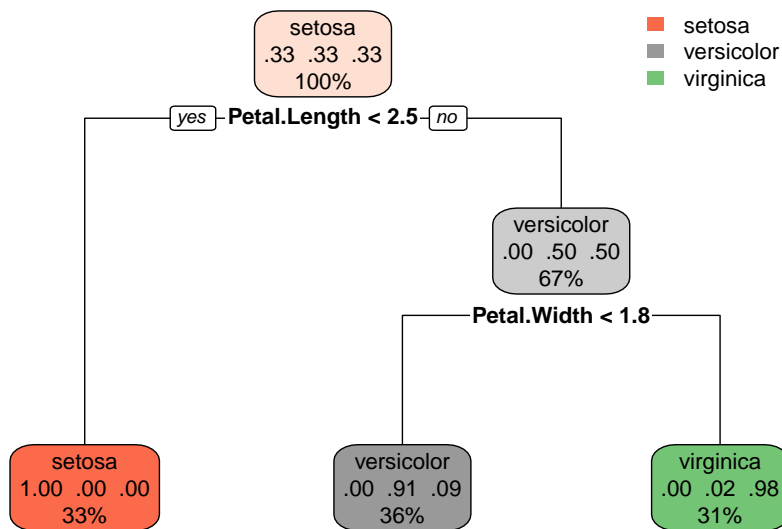 setosa
.33 .33 .33
100%
setosa
versicolor
virginica
yes Petal.Length < 2.5 no
versicolor
.00 .50 .50
67%
Petal.Width < 1.8
setosa
1.00 .00 .00
33%
versicolor
.00 .91 .09
36%
virginica
.00 .02 .98
31%